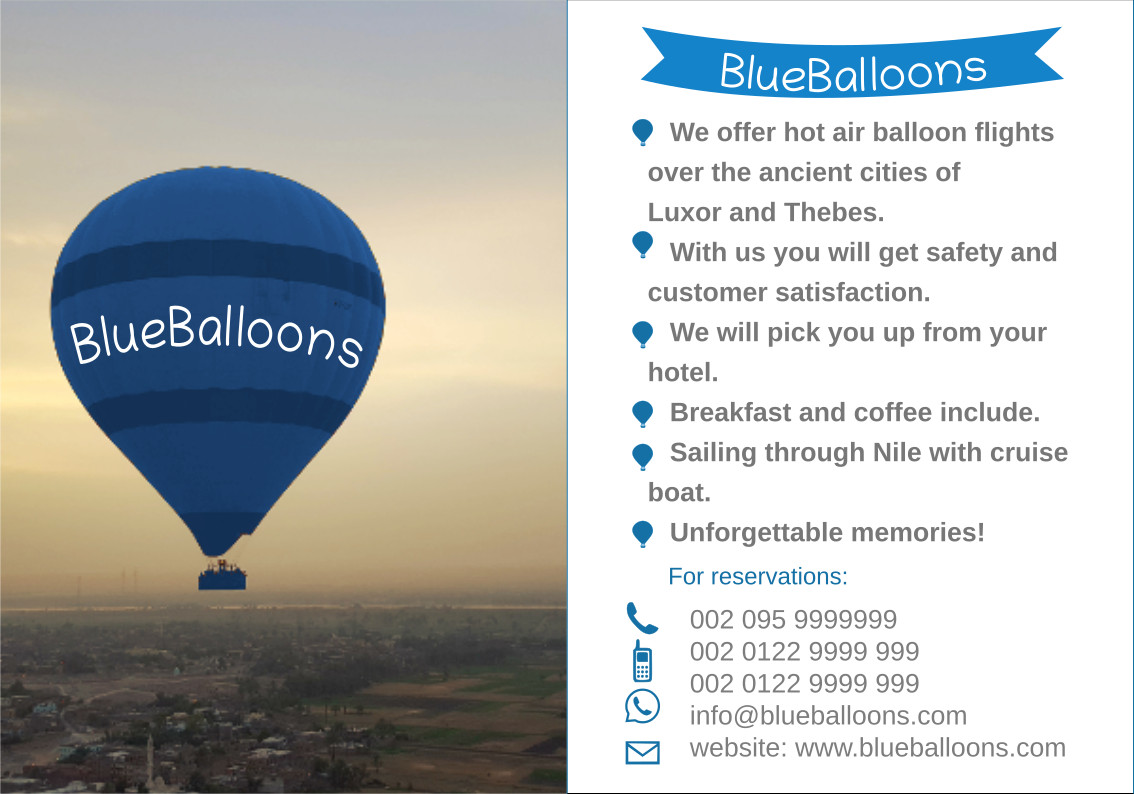 BlueBalloons
BlueBalloons
We offer hot air balloon flights
over the ancient cities of
Luxor and Thebes.
With us you will get safety and
customer satisfaction.
We will pick you up from your
hotel.
Breakfast and coffee include.
Sailing through Nile with cruise
boat.
Unforgettable memories!
For reservations:
002 095 9999999
002 0122 9999 999
002 0122 9999 999
info@blueballoons.com
website: www.blueballoons.com